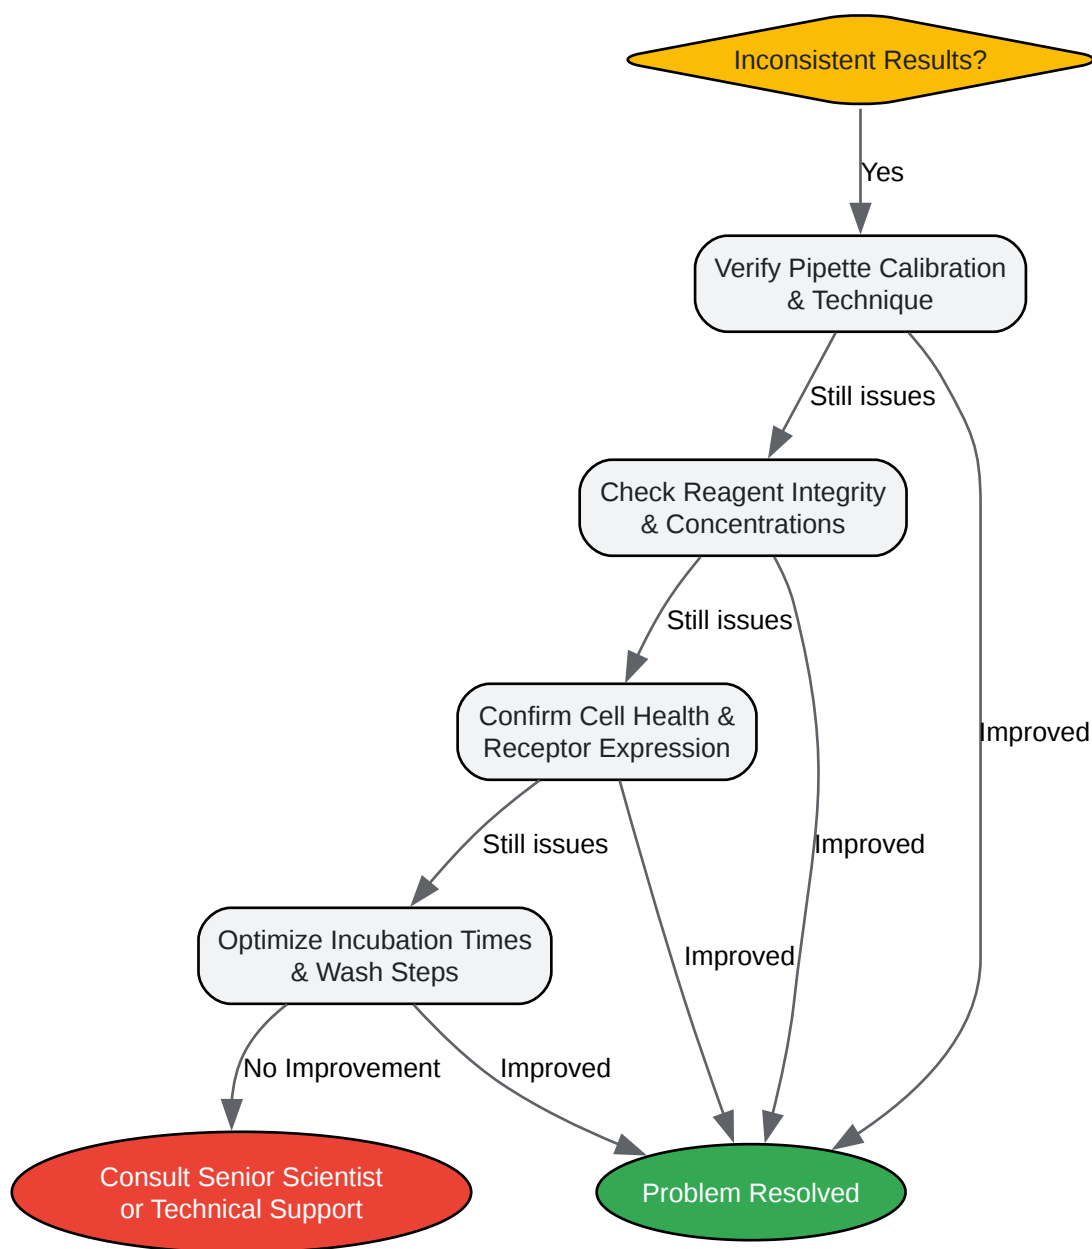 Inconsistent Results?
Yes
Verify Pipette Calibration
& Technique
Still issues
Check Reagent Integrity
& Concentrations
Still issues
Confirm Cell Health &
Receptor Expression
Improved
Still issues
Improved
Optimize Incubation Times
& Wash Steps
Improved
No Improvement
Improved
Consult Senior Scientist
or Technical Support
Problem Resolved